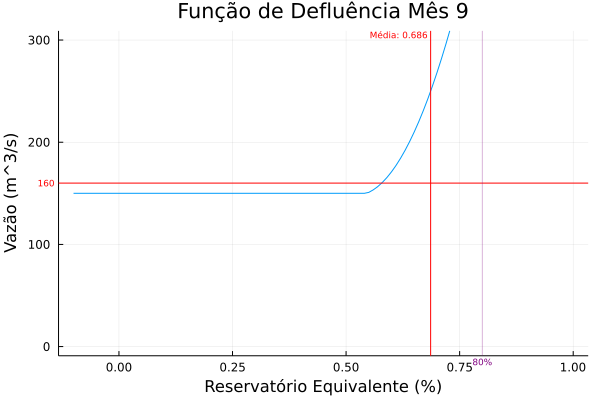 Função de Defluência Mês 9
Média: 0.686
300
200
160
100
0
Vazão (m^3/s)
0.00
0.25
0.50
0.75
80%
1.00
Reservatório Equivalente (%)